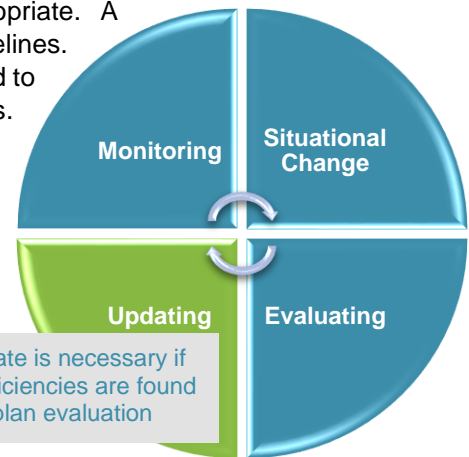 opriate. A
elines.
d to
s.
Monitoring
Situational
Change
Updating
Evaluating
ate is necessary if
iciencies are found
plan evaluation